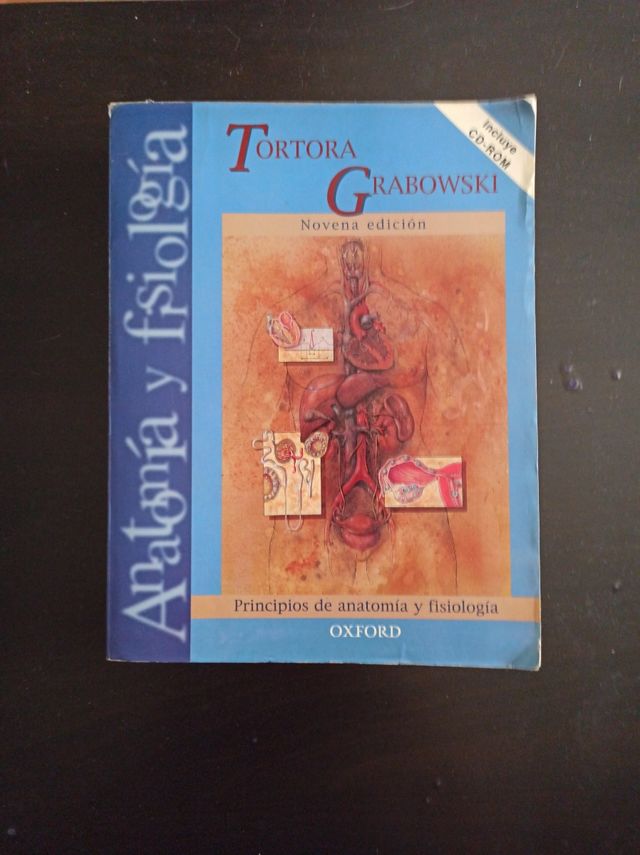 Anatomía y fisiología
Incluye
CD-ROM
TORTORA
GRABOWSKI
Novena edición
Principios de anatomía y fisiología
OXFORD